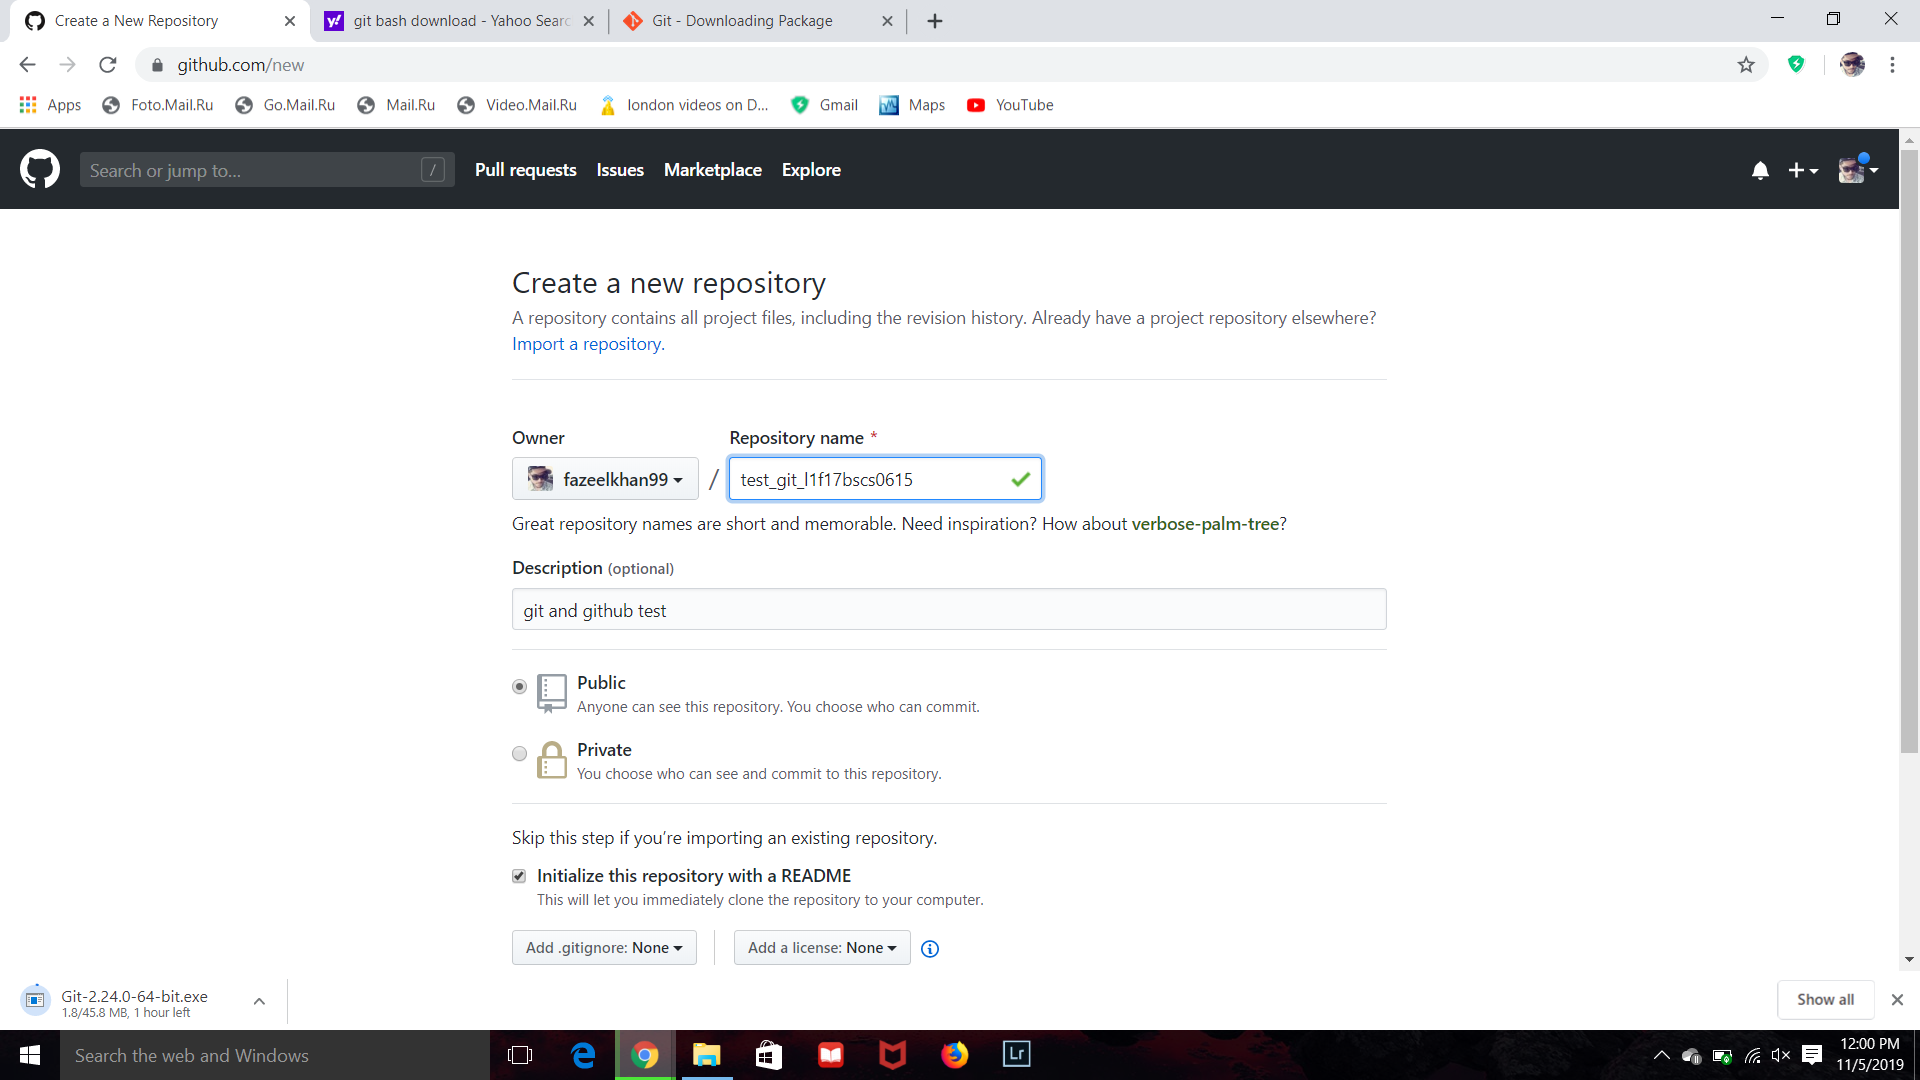 Create a New Repository
git bash download - Yahoo Searc
Git - Downloading Package
github.com/new
Apps
Foto.Mail.Ru
Go.Mail.Ru
Mail.Ru
Video.Mail.Ru
london videos on D...
Gmail
Maps
YouTube
Search or jump to...
/
Pull requests
Issues
Marketplace
Explore
Create a new repository
A repository contains all project files, including the revision history. Already have a project repository elsewhere?
Import a repository.
Owner
Repository name *
fazeelkhan99
/
test_git_l1f17bscs0615
Great repository names are short and memorable. Need inspiration? How about verbose-palm-tree?
Description (optional)
git and github test
Public
Anyone can see this repository. You choose who can commit.
Private
You choose who can see and commit to this repository.
Skip this step if you’re importing an existing repository.
Initialize this repository with a README
This will let you immediately clone the repository to your computer.
Add .gitignore: None
Add a license: None
Git-2.24.0-64-bit.exe
1.8/45.8 MB, 1 hour left
Show all
Search the web and Windows
Lr
12:00 PM
11/5/2019